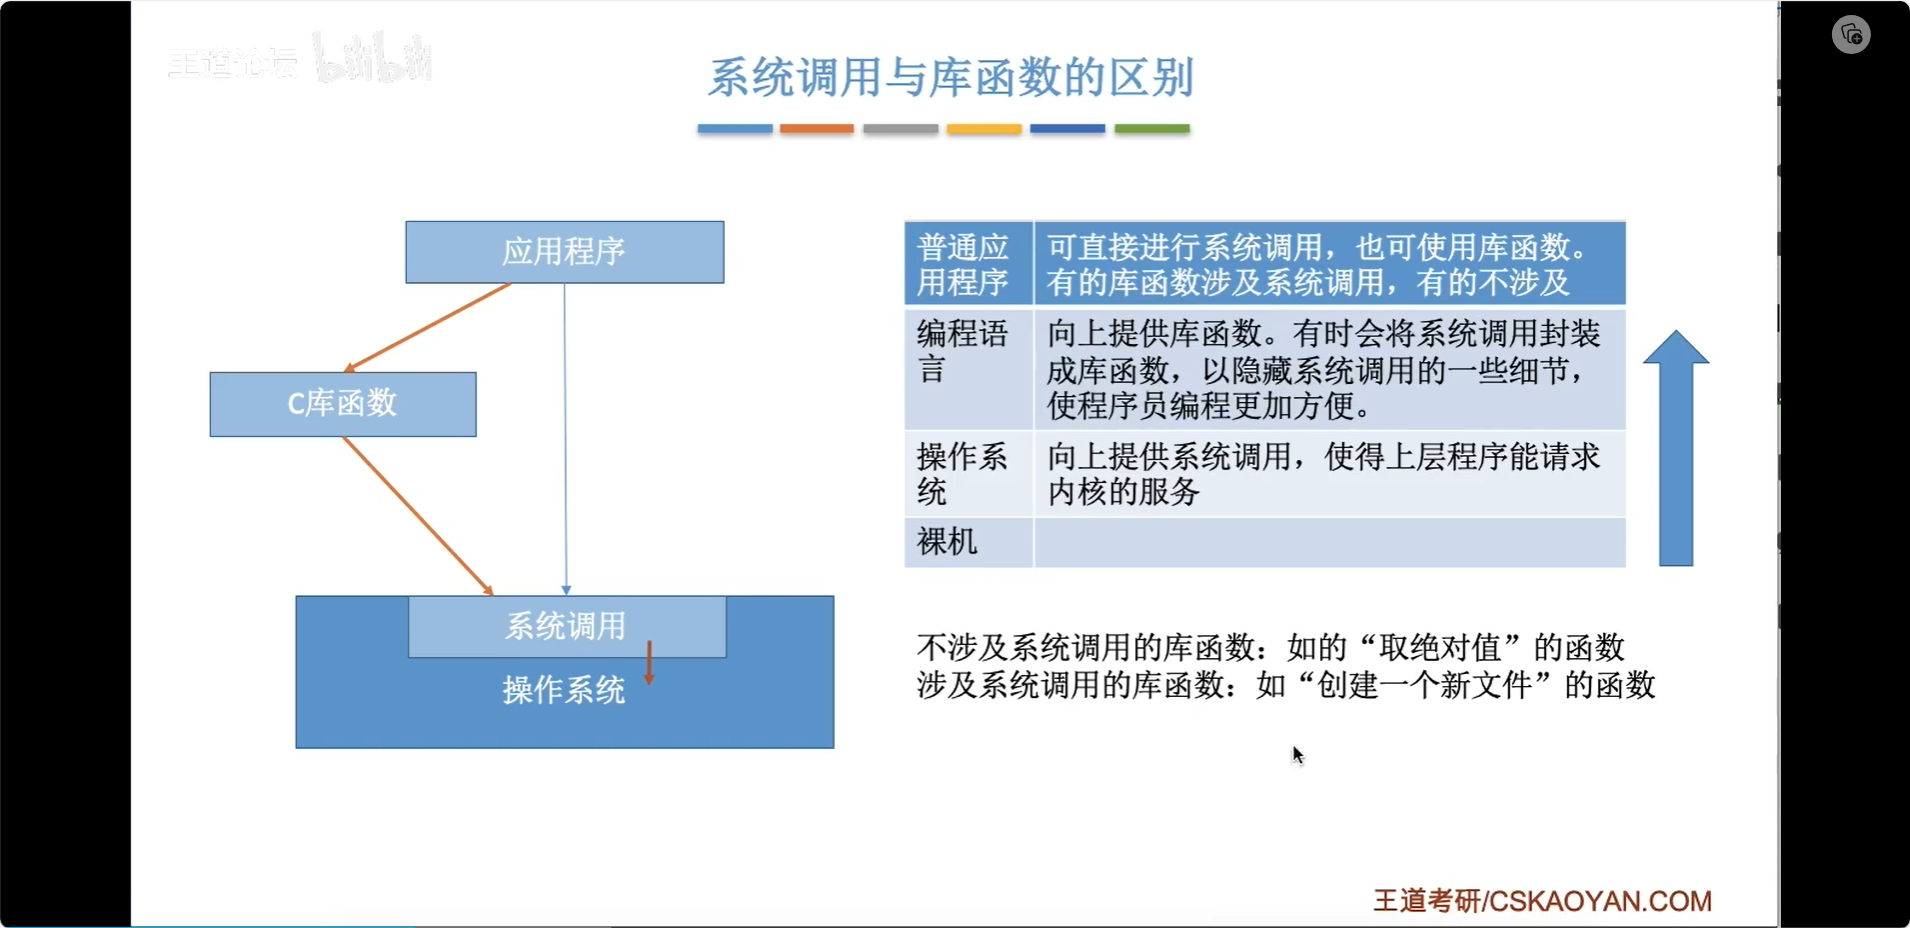 王道论坛 bilibili
系统调用与库函数的区别
应用程序
C库函数
系统调用
操作系统
普通应
用程序
可直接进行系统调用，也可使用库函数。
有的库函数涉及系统调用，有的不涉及
编程语
言
向上提供库函数。有时会将系统调用封装
成库函数，以隐藏系统调用的一些细节，
使程序员编程更加方便。
操作系
统
向上提供系统调用，使得上层程序能请求
内核的服务
裸机
不涉及系统调用的库函数：如的“取绝对值”的函数
涉及系统调用的库函数：如“创建一个新文件”的函数
王道考研/CSKAOYAN.COM